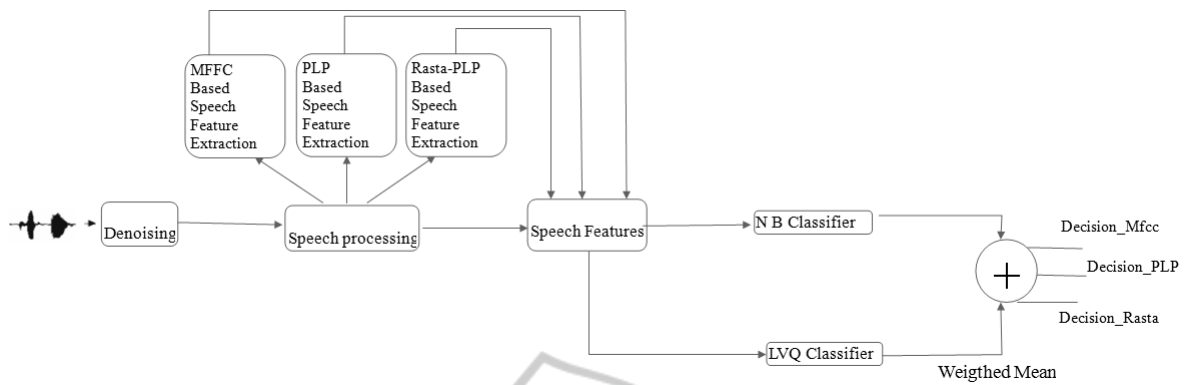 MFFC
Based
Speech
Feature
Extraction
PLP
Based
Speech
Feature
Extraction
Rasta-PLP
Based
Speech
Feature
Extraction
Denoising
Speech processing
Speech Features
N B Classifier
+
Decision_Mfcc
Decision_PLP
Decision_Rasta
LVQ Classifier
Weigthed Mean